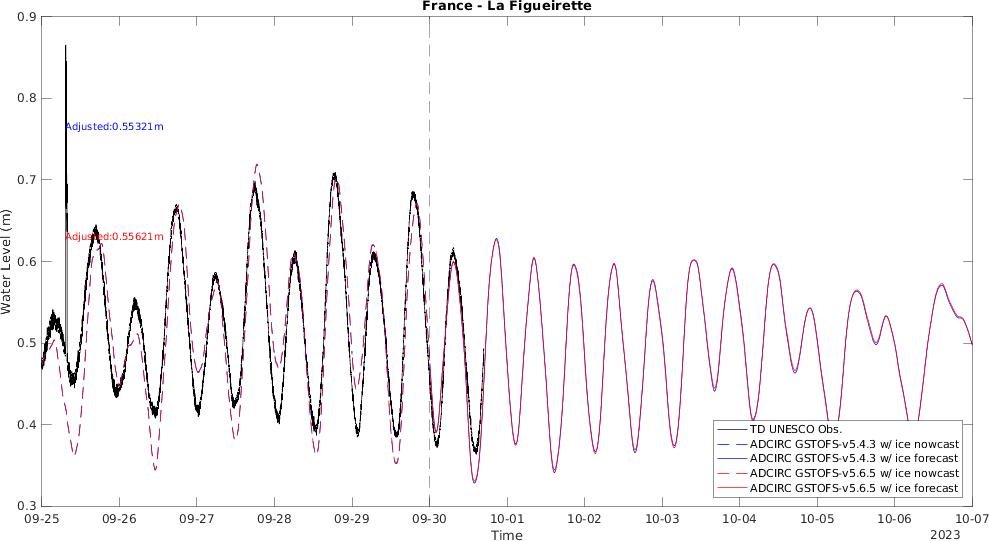 France - La Figueirette
0.9
0.8
0.7
0.6
0.5
0.4
0.3
Water Level (m)
Adjusted:0.55321m
Adjusted:0.55621m
TD UNESCO Obs.
ADCIRC GSTOFS-v5.4.3 w/ ice nowcast
ADCIRC GSTOFS-v5.4.3 w/ ice forecast
ADCIRC GSTOFS-v5.6.5 w/ ice nowcast
ADCIRC GSTOFS-v5.6.5 w/ ice forecast
09-25 09-26 09-27 09-28 09-29 09-30 10-01 10-02 10-03 10-04 10-05 10-06 10-07
Time
2023